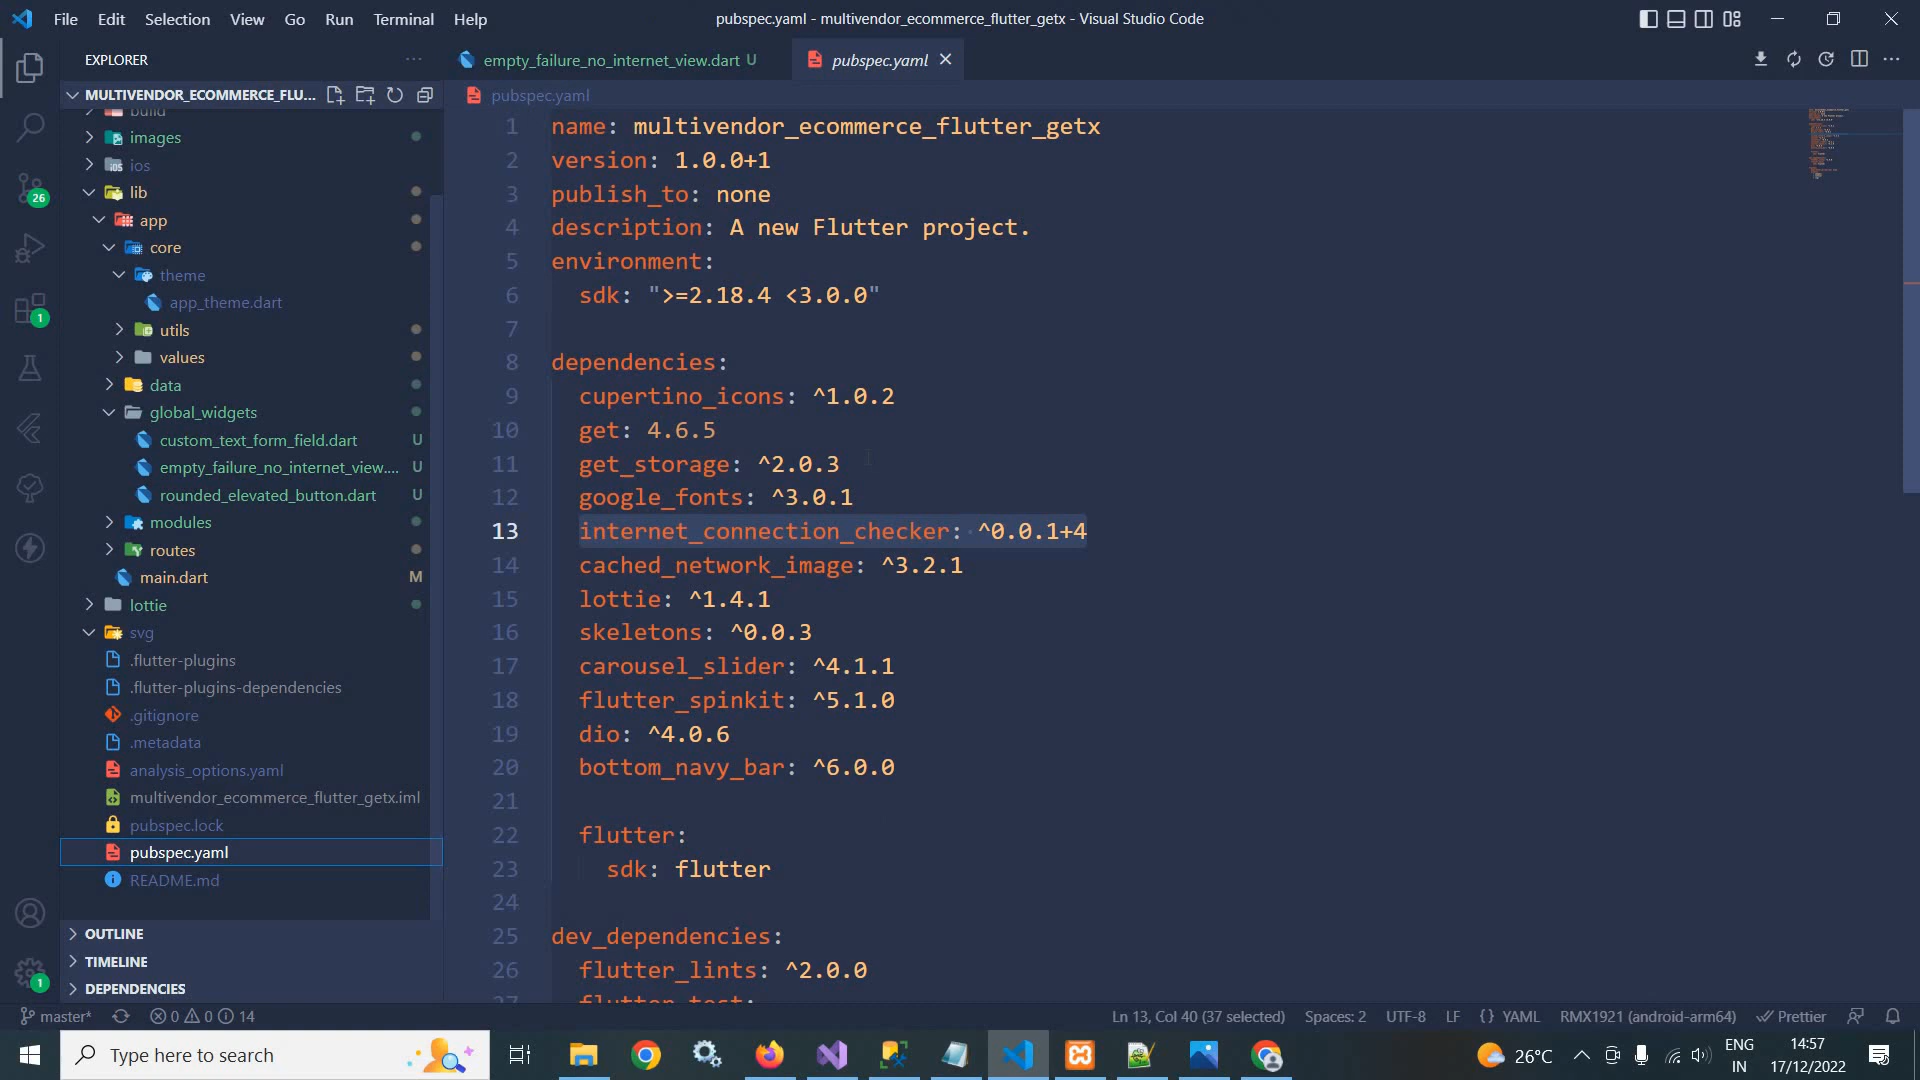 File Edit Selection View Go Run Terminal Help
pubspec.yaml - multivendor_ecommerce_flutter_getx - Visual Studio Code
EXPLORER
empty_failure_no_internet_view.dart U
pubspec.yaml
MULTIVENDOR_ECOMMERCE_FLU...
pubspec.yaml
build
images
ios
lib
app
core
theme
app_theme.dart
utils
values
data
global_widgets
custom_text_form_field.dart U
empty_failure_no_internet_view.... U
rounded_elevated_button.dart U
modules
routes
main.dart M
lottie
svg
.flutter-plugins
.flutter-plugins-dependencies
.gitignore
.metadata
analysis_options.yaml
multivendor_ecommerce_flutter_getx.iml
pubspec.lock
pubspec.yaml
README.md
OUTLINE
TIMELINE
DEPENDENCIES
26
1
1
1 name: multivendor_ecommerce_flutter_getx
2 version: 1.0.0+1
3 publish_to: none
4 description: A new Flutter project.
5 environment:
6 sdk: ">=2.18.4 <3.0.0"
7
8 dependencies:
9 cupertino_icons: ^1.0.2
10 get: 4.6.5
11 get_storage: ^2.0.3
12 google_fonts: ^3.0.1
13 internet_connection_checker: ^0.0.1+4
14 cached_network_image: ^3.2.1
15 lottie: ^1.4.1
16 skeletons: ^0.0.3
17 carousel_slider: ^4.1.1
18 flutter_spinkit: ^5.1.0
19 dio: ^4.0.6
20 bottom_navy_bar: ^6.0.0
21
22 flutter:
23 sdk: flutter
24
25 dev_dependencies:
26 flutter_lints: ^2.0.0
27 flutter_test:
master* 0 0 14
Ln 13, Col 40 (37 selected) Spaces: 2 UTF-8 LF {} YAML RMX1921 (android-arm64) Prettier
Type here to search
26°C
ENG
IN
14:57
17/12/2022